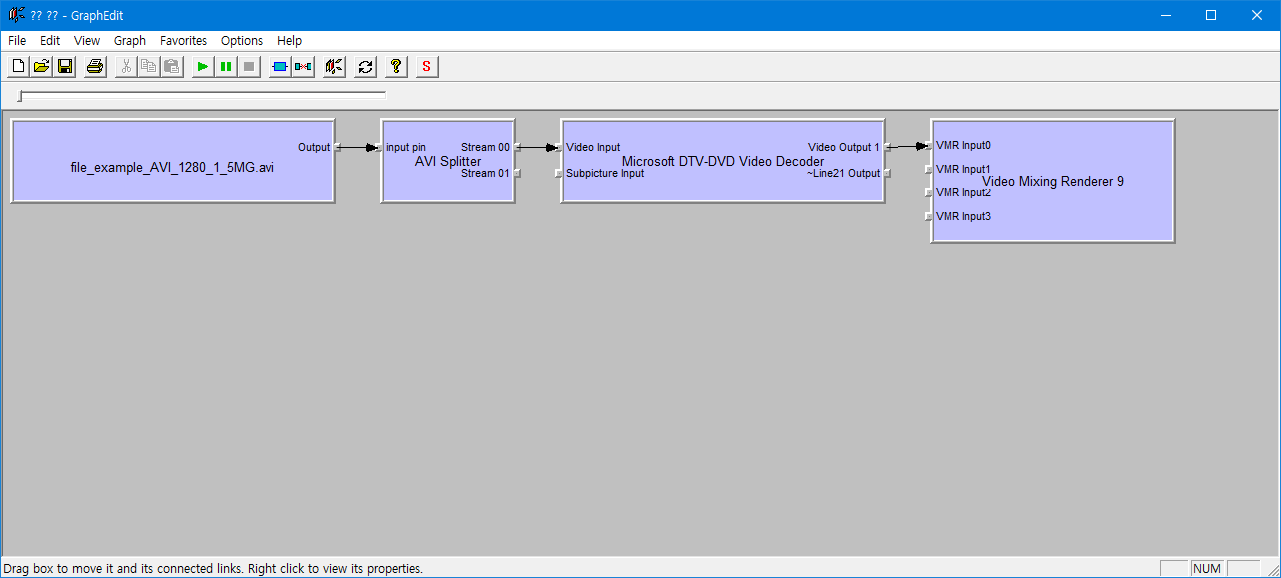 ?? ?? - GraphEdit
File Edit View Graph Favorites Options Help
? S
file_example_AVI_1280_1_5MG.avi
Output
input pin
Stream 00
AVI Splitter
Stream 01
Video Input
Video Output 1
Microsoft DTV-DVD Video Decoder
Subpicture Input
~Line21 Output
VMR Input0
VMR Input1
Video Mixing Renderer 9
VMR Input2
VMR Input3
Drag box to move it and its connected links. Right click to view its properties.
NUM